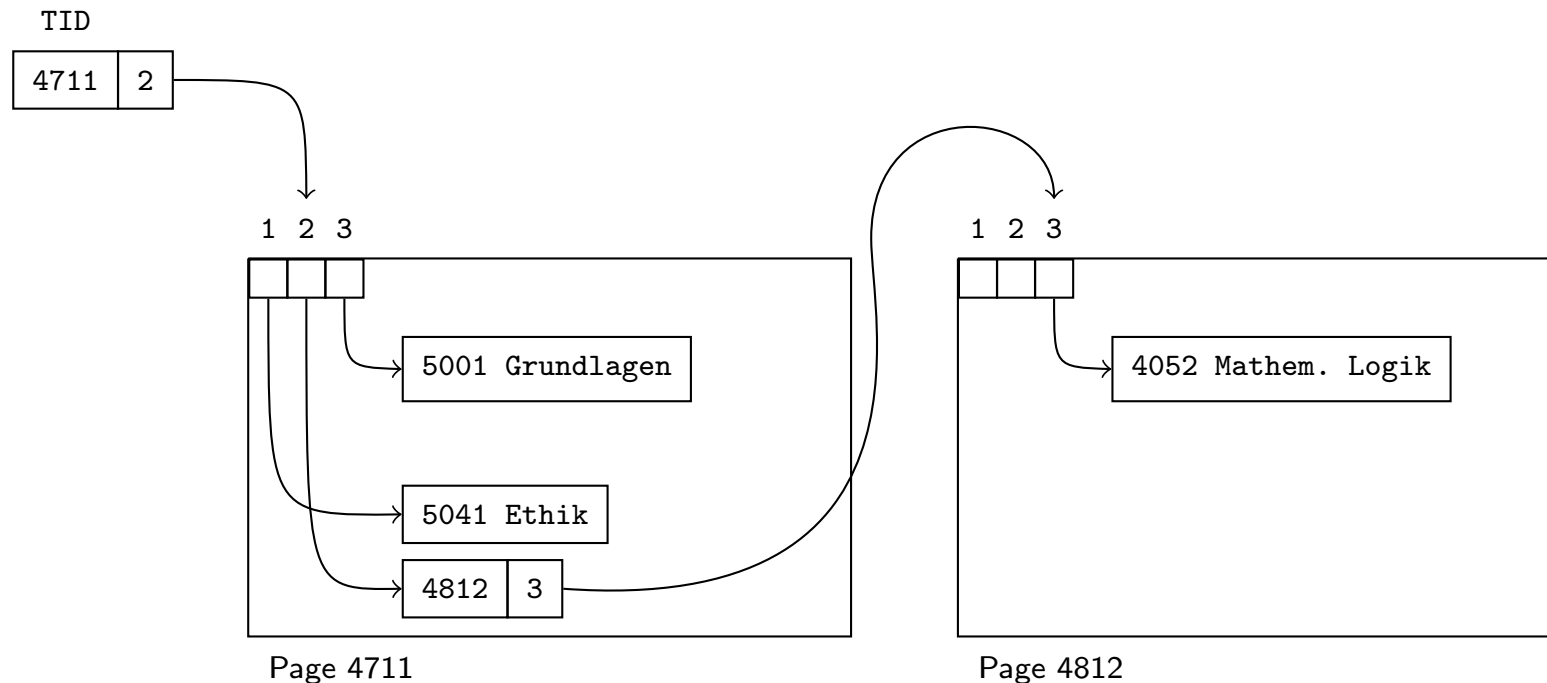 TID
4711 2
1 2 3
1 2 3
5001 Grundlagen
4052 Mathem. Logik
5041 Ethik
4812 3
Page 4711
Page 4812